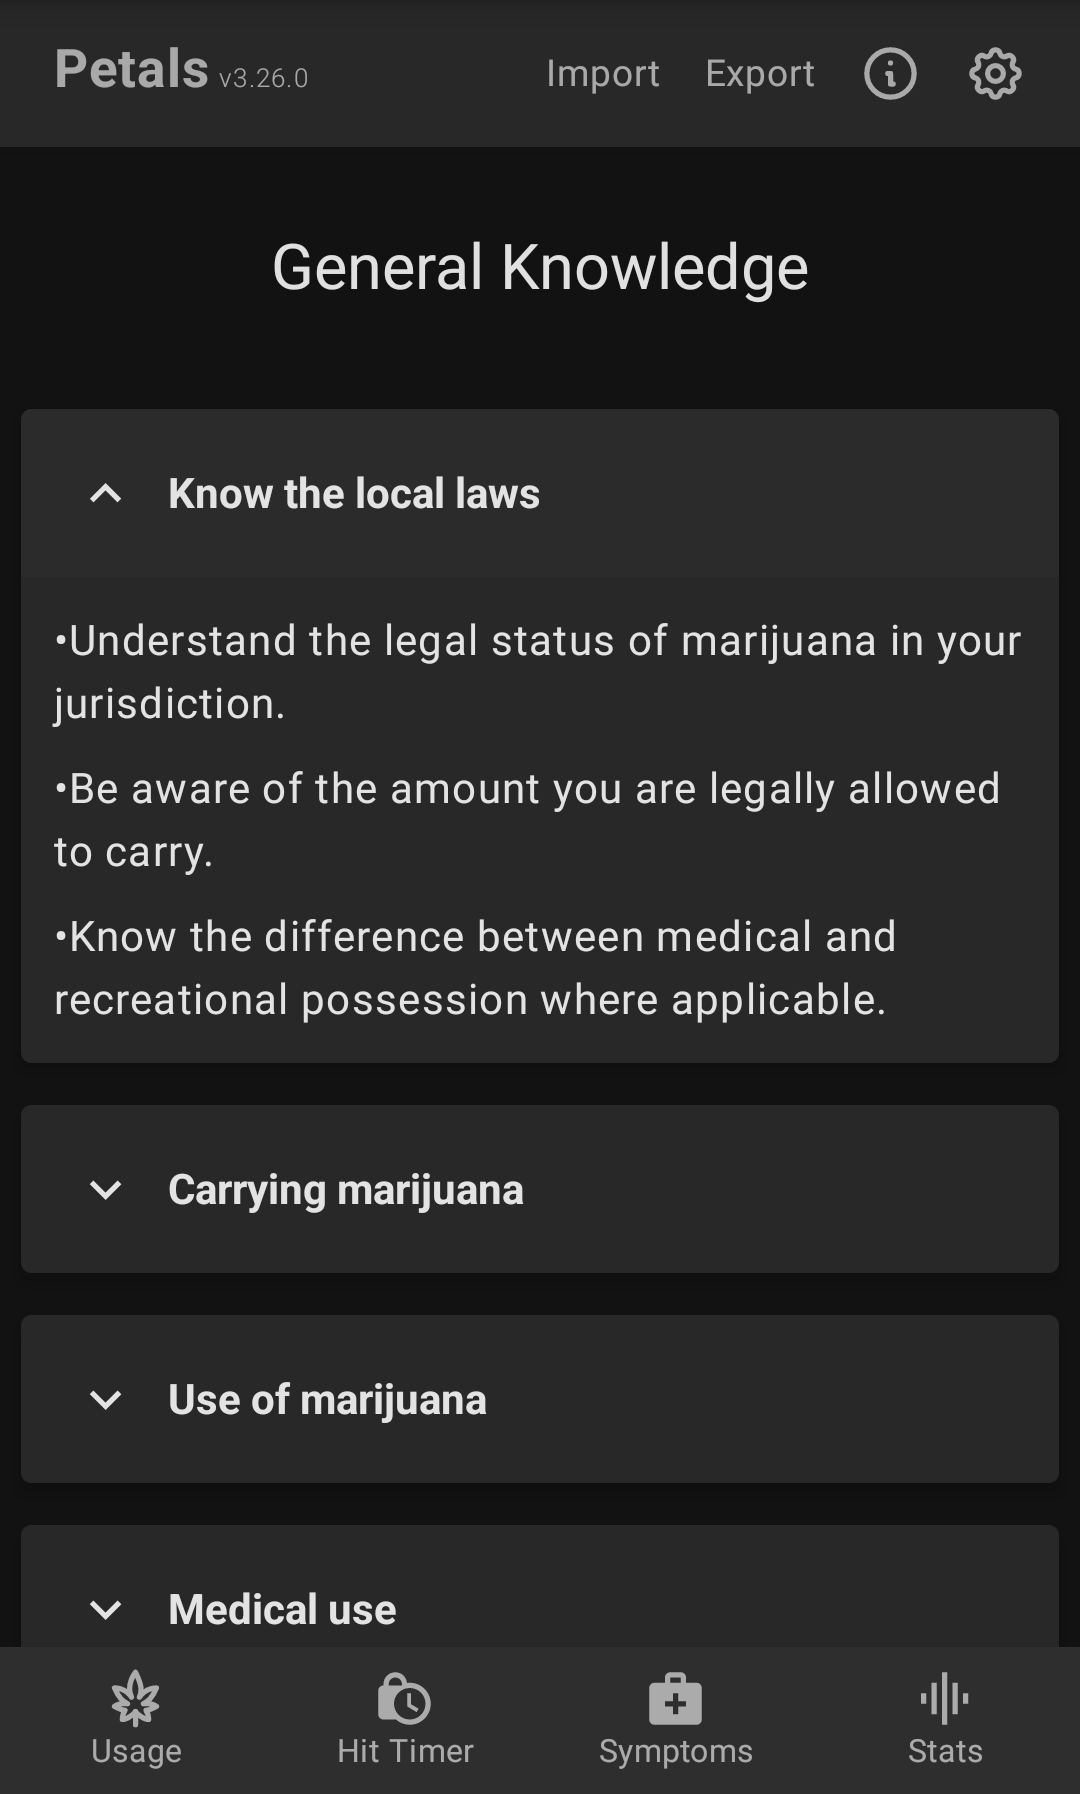 Petals v3.26.0 Import Export
General Knowledge
Know the local laws
•Understand the legal status of marijuana in your
jurisdiction.
•Be aware of the amount you are legally allowed
to carry.
•Know the difference between medical and
recreational possession where applicable.
Carrying marijuana
Use of marijuana
Medical use
Usage Hit Timer Symptoms Stats